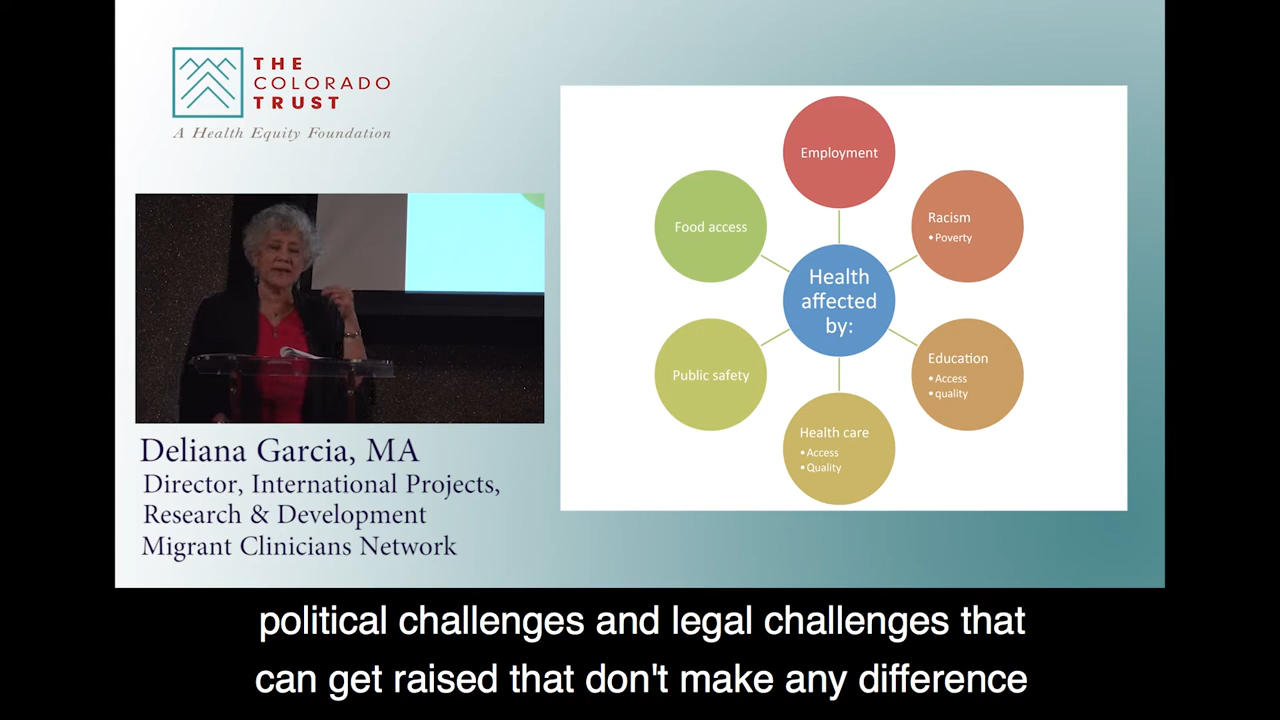 THE
COLORADO
TRUST
A Health Equity Foundation
Employment
Food access
Racism
•Poverty
Health
affected
by:
Public safety
Education
•Access
•quality
Health care
•Access
•Quality
Deliana Garcia, MA
Director, International Projects,
Research & Development
Migrant Clinicians Network
political challenges and legal challenges that
can get raised that don't make any difference